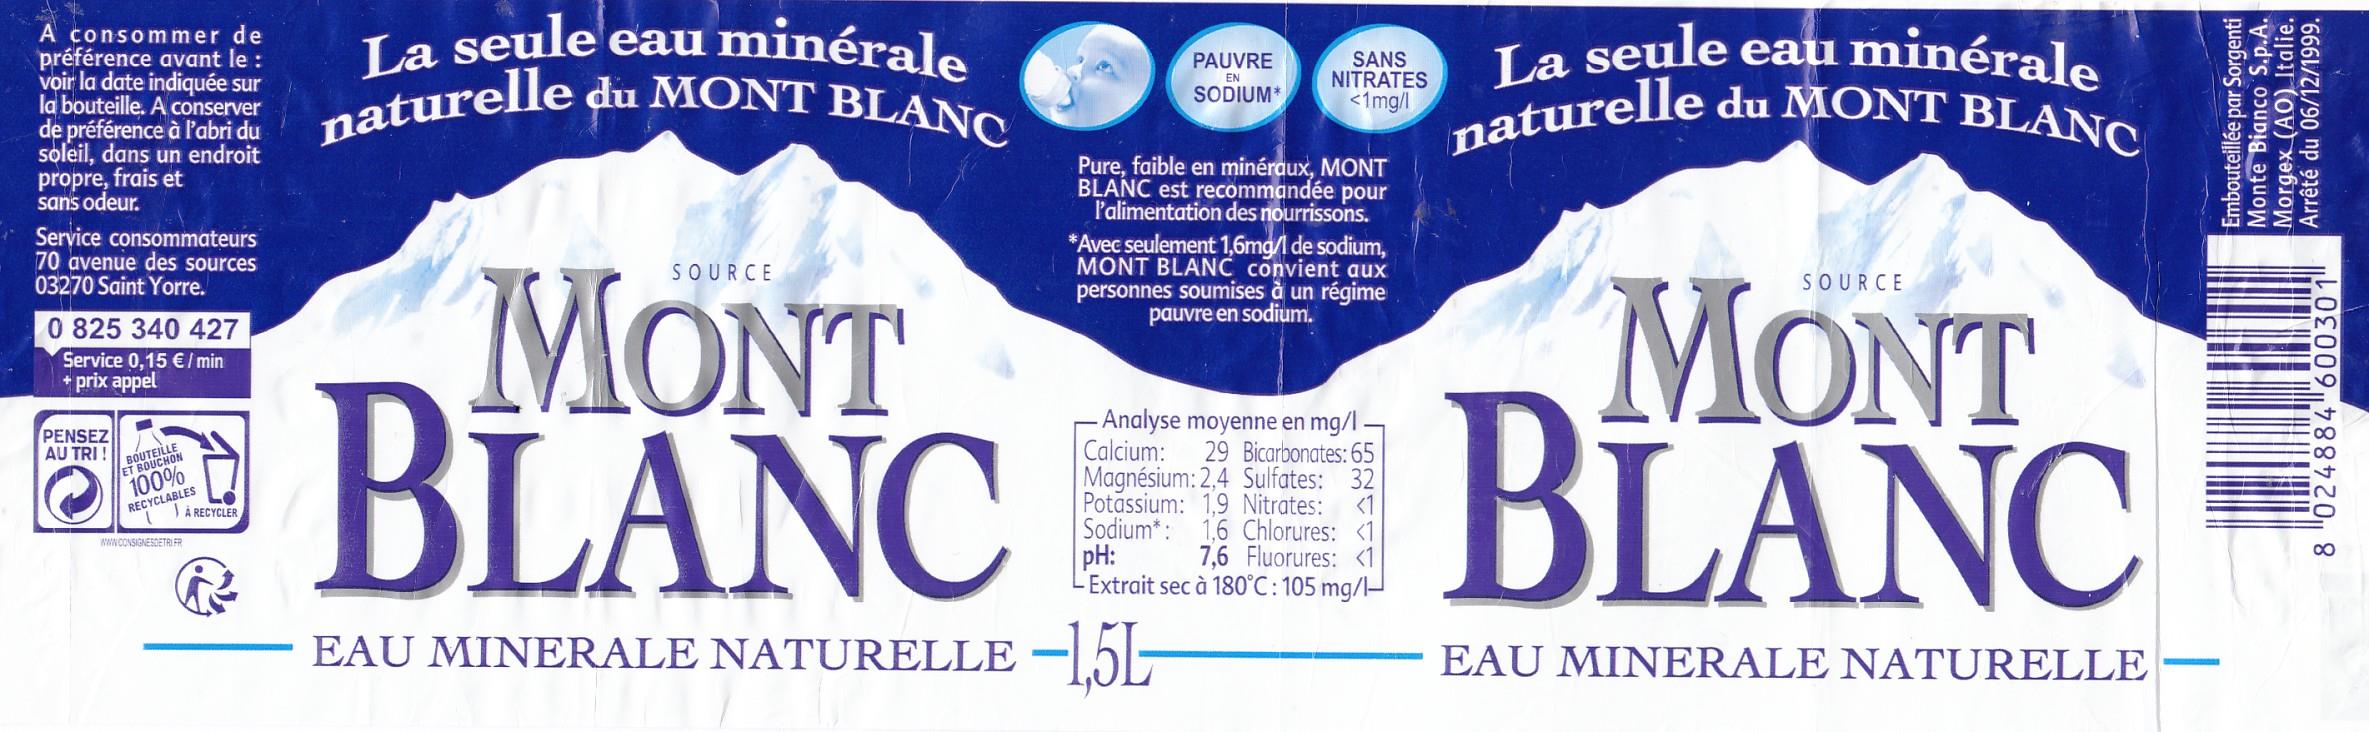 A consommer de
préférence avant le :
voir la date indiquée sur
la bouteille. A conserver
de préférence à l'abri du
soleil, dans un endroit
propre, frais et
sans odeur.
Service consommateurs
70 avenue des sources
03270 Saint Yorre.
0 825 340 427
Service 0,15 € / min
+ prix appel
PENSEZ
AU TRI !
BOUTEILLE
ET BOUCHON
100%
RECYCLABLES
À RECYCLER
WWW.CONSIGNESDETRI.FR
La seule eau minérale
naturelle du MONT BLANC
SOURCE
MONT
BLANC
EAU MINERALE NATURELLE
1,5L
PAUVRE
EN
SODIUM*
SANS
NITRATES
<1mg/l
Pure, faible en minéraux, MONT
BLANC est recommandée pour
l'alimentation des nourrissons.
*Avec seulement 1,6mg/l de sodium,
MONT BLANC convient aux
personnes soumises à un régime
pauvre en sodium.
Analyse moyenne en mg/l
Calcium: 29 Bicarbonates: 65
Magnésium: 2,4 Sulfates: 32
Potassium: 1,9 Nitrates: <1
Sodium*: 1,6 Chlorures: <1
pH: 7,6 Fluorures: <1
Extrait sec à 180°C : 105 mg/l
La seule eau minérale
naturelle du MONT BLANC
SOURCE
MONT
BLANC
EAU MINERALE NATURELLE
Embouteillée par Sorgenti
Monte Bianco S.p.A.
Morgex (AO) Italie.
Arrêté du 06/12/1999.
8 024884 600301